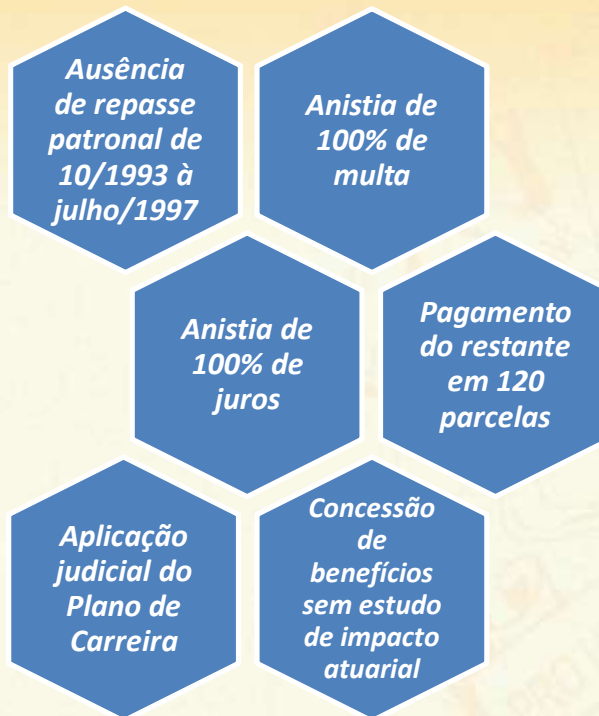 Ausência
de repasse
patronal de
10/1993 à
julho/1997
Anistia de
100% de
multa
Anistia de
100% de
juros
Pagamento
do restante
em 120
parcelas
Aplicação
judicial do
Plano de
Carreira
Concessão
de
benefícios
sem estudo
de impacto
atuarial